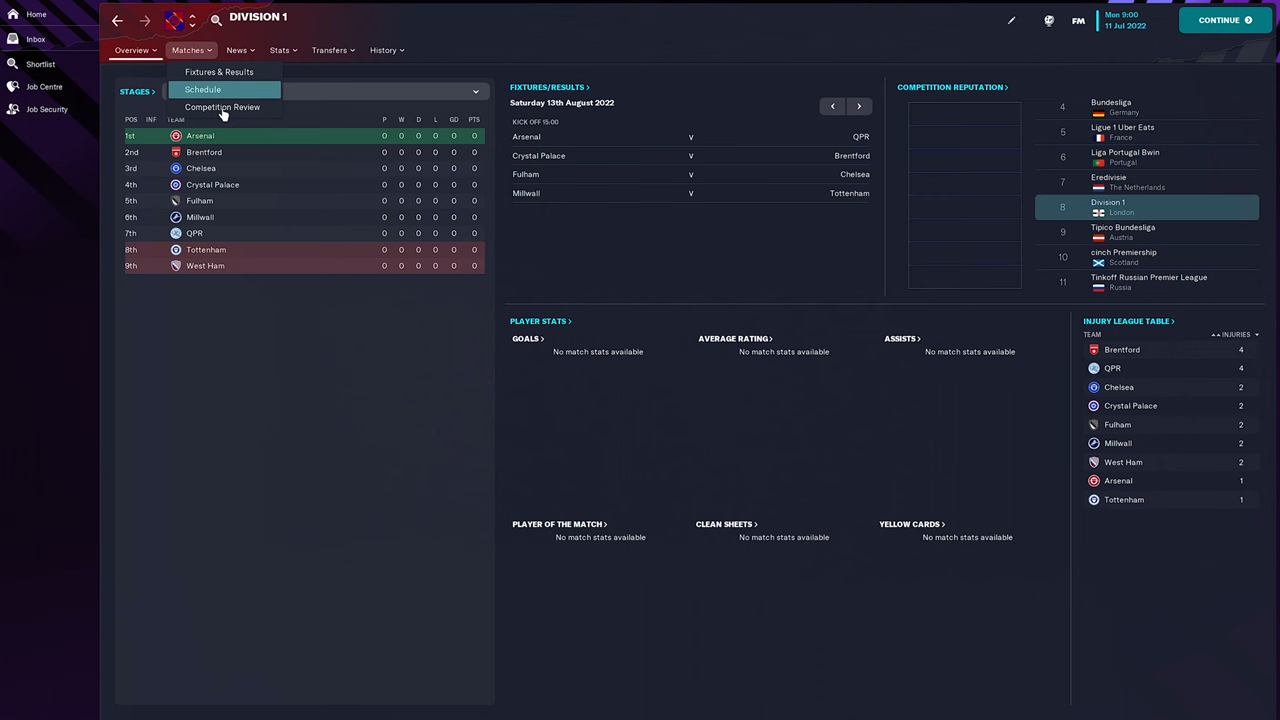 Home
Inbox
Shortlist
Job Centre
Job Security
DIVISION 1
FM
Mon 9:00
11 Jul 2022
CONTINUE
Overview
Matches
News
Stats
Transfers
History
Fixtures & Results
Schedule
Competition Review
STAGES
POS INF TEAM P W D L GD PTS
1st Arsenal 0 0 0 0 0 0
2nd Brentford 0 0 0 0 0 0
3rd Chelsea 0 0 0 0 0 0
4th Crystal Palace 0 0 0 0 0 0
5th Fulham 0 0 0 0 0 0
6th Millwall 0 0 0 0 0 0
7th QPR 0 0 0 0 0 0
8th Tottenham 0 0 0 0 0 0
9th West Ham 0 0 0 0 0 0
FIXTURES/RESULTS
Saturday 13th August 2022
KICK OFF 15:00
Arsenal v QPR
Crystal Palace v Brentford
Fulham v Chelsea
Millwall v Tottenham
COMPETITION REPUTATION
4 Bundesliga
Germany
5 Ligue 1 Uber Eats
France
6 Liga Portugal Bwin
Portugal
7 Eredivisie
The Netherlands
8 Division 1
London
9 Tipico Bundesliga
Austria
10 cinch Premiership
Scotland
11 Tinkoff Russian Premier League
Russia
PLAYER STATS
GOALS
No match stats available
AVERAGE RATING
No match stats available
ASSISTS
No match stats available
PLAYER OF THE MATCH
No match stats available
CLEAN SHEETS
No match stats available
YELLOW CARDS
No match stats available
INJURY LEAGUE TABLE
TEAM INJURIES
Brentford 4
QPR 4
Chelsea 2
Crystal Palace 2
Fulham 2
Millwall 2
West Ham 2
Arsenal 1
Tottenham 1